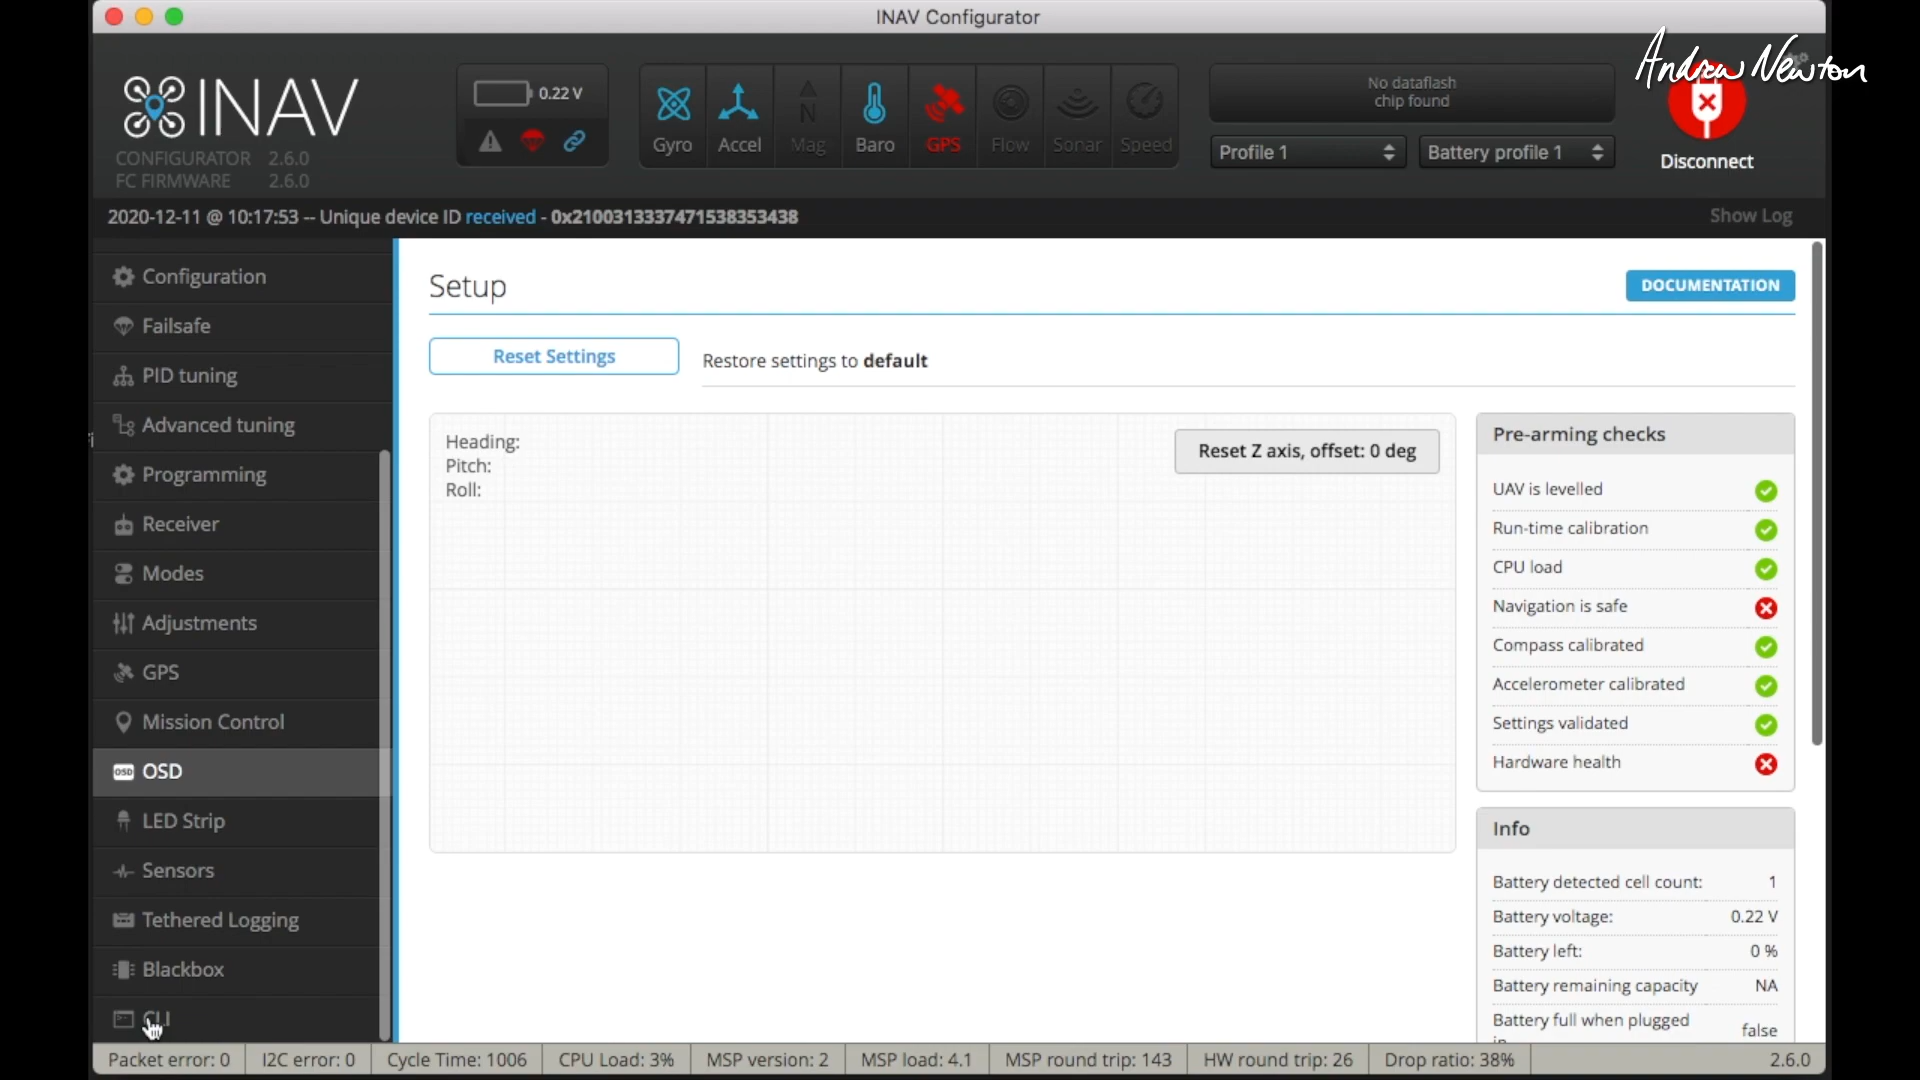 INAV Configurator
Andrew Newton
INAV
CONFIGURATOR 2.6.0
FC FIRMWARE 2.6.0
0.22 V
Gyro
Accel
Mag
Baro
GPS
Flow
Sonar
Speed
No dataflash
chip found
Profile 1
Battery profile 1
Disconnect
2020-12-11 @ 10:17:53 -- Unique device ID received - 0x2100313337471538353438
Show Log
Configuration
Failsafe
PID tuning
Advanced tuning
Programming
Receiver
Modes
Adjustments
GPS
Mission Control
OSD
LED Strip
Sensors
Tethered Logging
Blackbox
CLI
Setup
DOCUMENTATION
Reset Settings
Restore settings to default
Heading:
Pitch:
Roll:
Reset Z axis, offset: 0 deg
Pre-arming checks
UAV is levelled
Run-time calibration
CPU load
Navigation is safe
Compass calibrated
Accelerometer calibrated
Settings validated
Hardware health
Info
Battery detected cell count: 1
Battery voltage: 0.22 V
Battery left: 0 %
Battery remaining capacity NA
Battery full when plugged false
Packet error: 0
I2C error: 0
Cycle Time: 1006
CPU Load: 3%
MSP version: 2
MSP load: 4.1
MSP round trip: 143
HW round trip: 26
Drop ratio: 38%
2.6.0